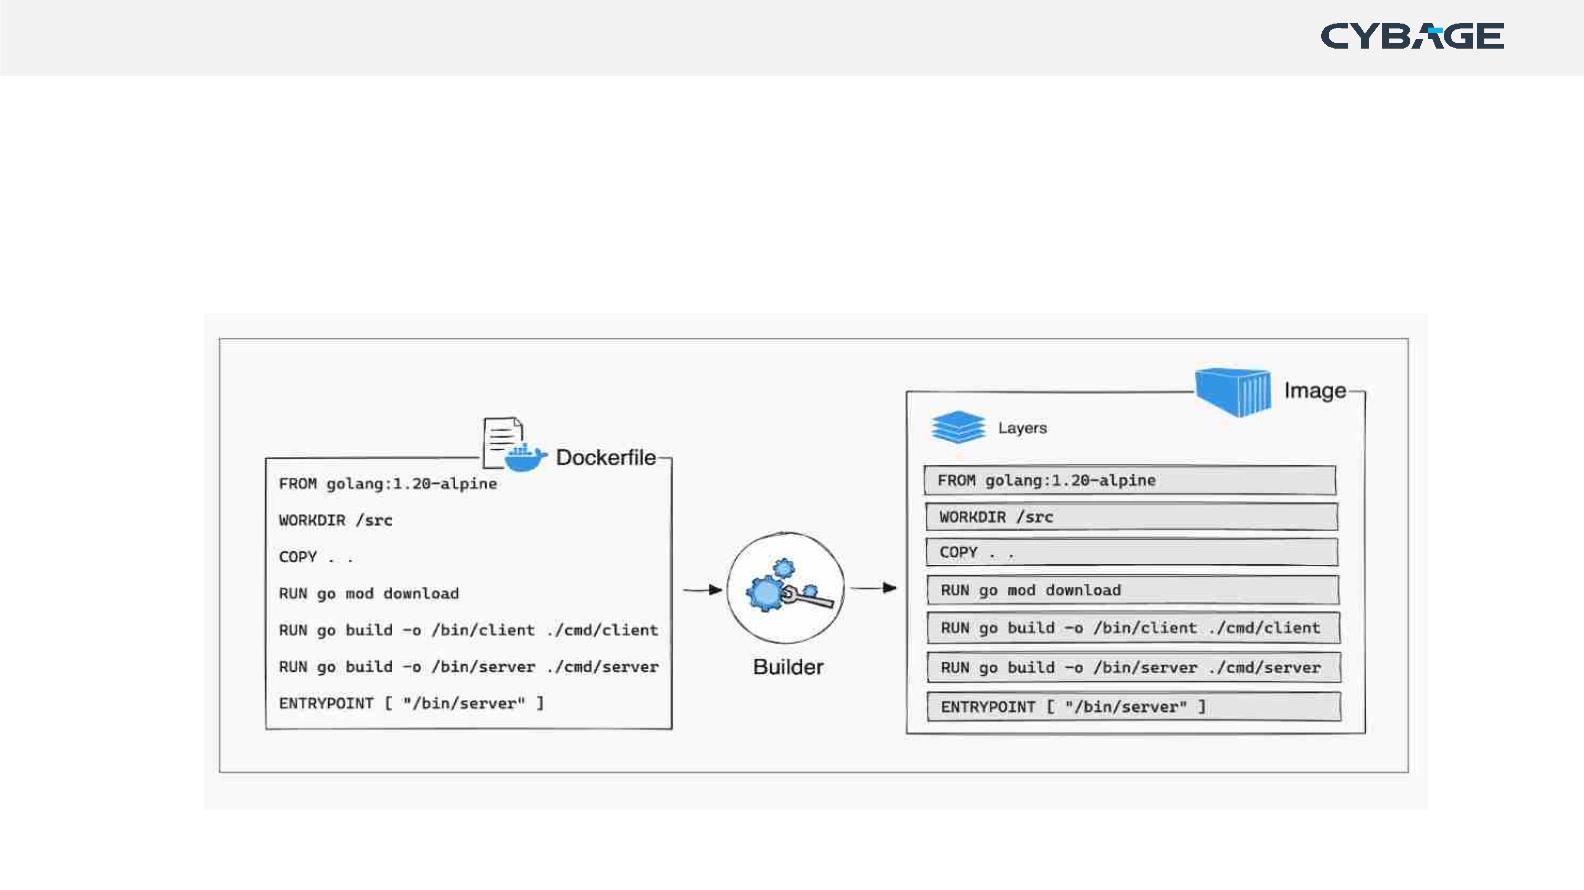 CYBAGE
Dockerfile
FROM golang:1.20-alpine
WORKDIR /src
COPY . .
RUN go mod download
RUN go build -o /bin/client ./cmd/client
RUN go build -o /bin/server ./cmd/server
ENTRYPOINT [ "/bin/server" ]
Builder
Image
Layers
FROM golang:1.20-alpine
WORKDIR /src
COPY . .
RUN go mod download
RUN go build -o /bin/client ./cmd/client
RUN go build -o /bin/server ./cmd/server
ENTRYPOINT [ "/bin/server" ]